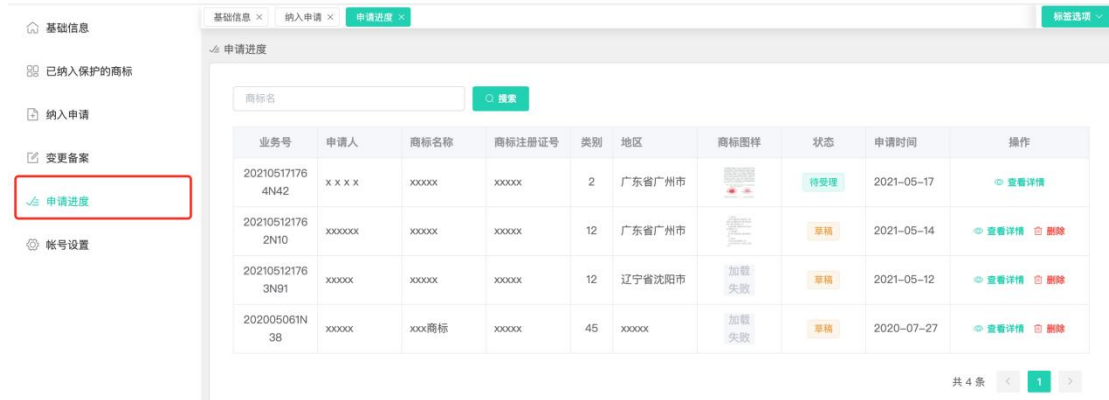 基础信息
已纳入保护的商标
纳入申请
变更备案
申请进度
帐号设置
基础信息 × 纳入申请 × 申请进度 ×
标签选项
申请进度
商标名
搜索
业务号 申请人 商标名称 商标注册证号 类别 地区 商标图样 状态 申请时间 操作
20210517176
4N42
x x x x xxxxx xxxxx 2 广东省广州市 待受理 2021-05-17 查看详情
20210512176
2N10
xxxxxx xxxxx xxxxx 12 广东省广州市 草稿 2021-05-14 查看详情 删除
20210512176
3N91
xxxxx xxxxx xxxxx 12 辽宁省沈阳市 加载
失败
草稿 2021-05-12 查看详情 删除
202005061N
38
xxxxx xxx商标 xxxxx 45 xxxxx 加载
失败
草稿 2020-07-27 查看详情 删除
共 4 条 < 1 >